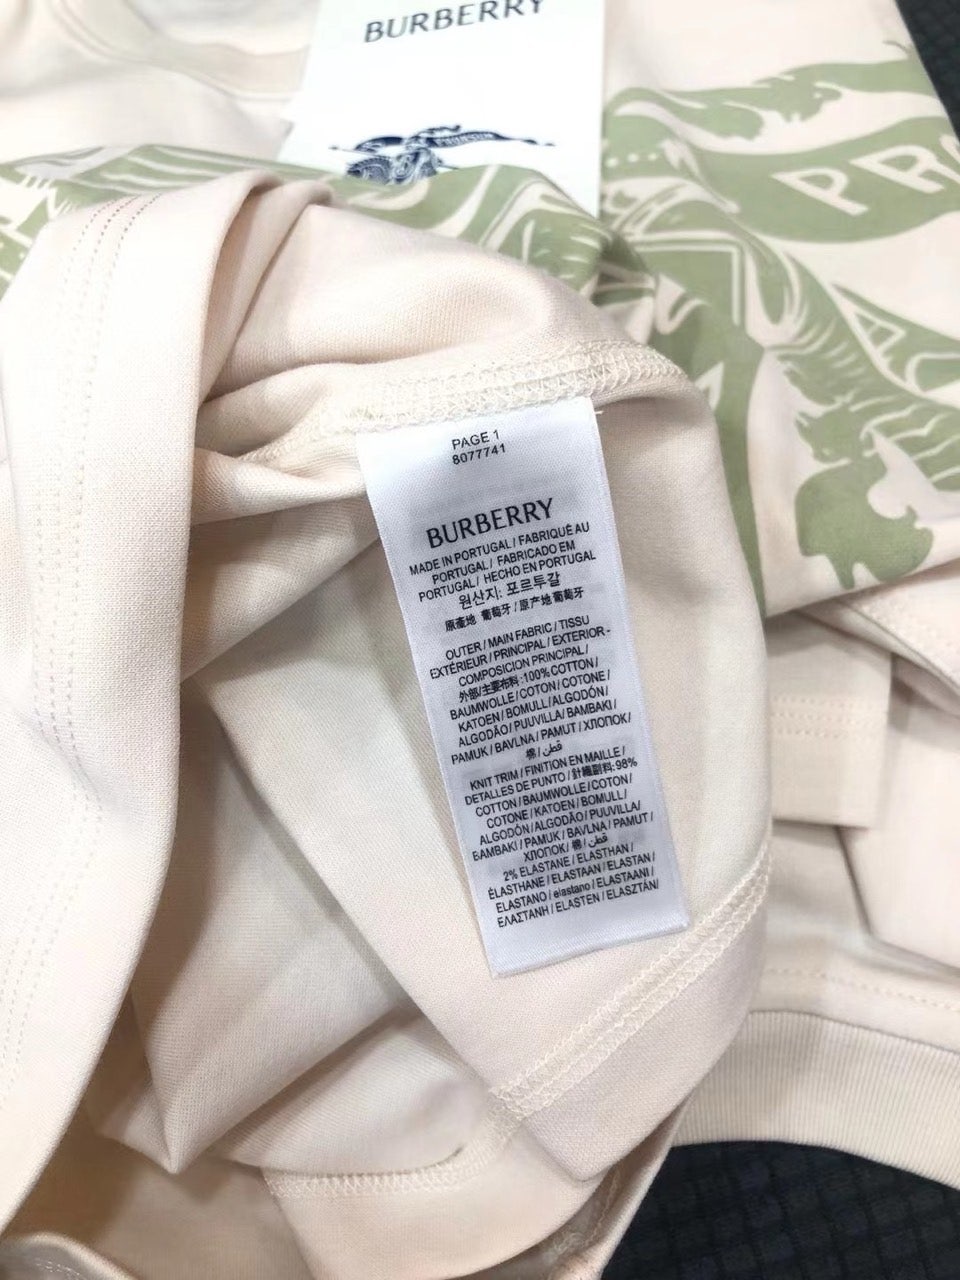 BURBERRY
PRORSUM
PR
PAGE 1
8077741
BURBERRY
MADE IN PORTUGAL / FABRIQUÉ AU
PORTUGAL / FABRICADO EM
PORTUGAL / HECHO EN PORTUGAL
원산지: 포르투갈
原產地 葡萄牙 / 原产地 葡萄牙
OUTER / MAIN FABRIC / TISSU
EXTÉRIEUR / PRINCIPAL / EXTERIOR -
COMPOSICIÓN PRINCIPAL /
外部/主要布料:100% COTTON /
BAUMWOLLE / COTON / COTONE /
KATOEN / BOMULL / ALGODÓN /
ALGODÃO / PUUVILLA / BAMBAKI /
PAMUK / BAVLNA / PAMUT / ХЛОПОК /
棉 / قطن
KNIT TRIM / FINITION EN MAILLE /
DETALLES DE PUNTO / 針織副料: 98%
COTTON / BAUMWOLLE / COTON /
COTONE / KATOEN / BOMULL /
ALGODÓN / ALGODÃO / PUUVILLA /
BAMBAKI / PAMUK / BAVLNA / PAMUT /
ХЛОПОК / 棉 / قطن
2% ELASTANE / ELASTHAN /
ÉLASTHANE / ELASTAAN / ELASTAN /
ELASTANO / elastano / ELASTAANI /
ΕΛΑΣΤΑΝΗ / ELASTEN / ELASZTÁN/